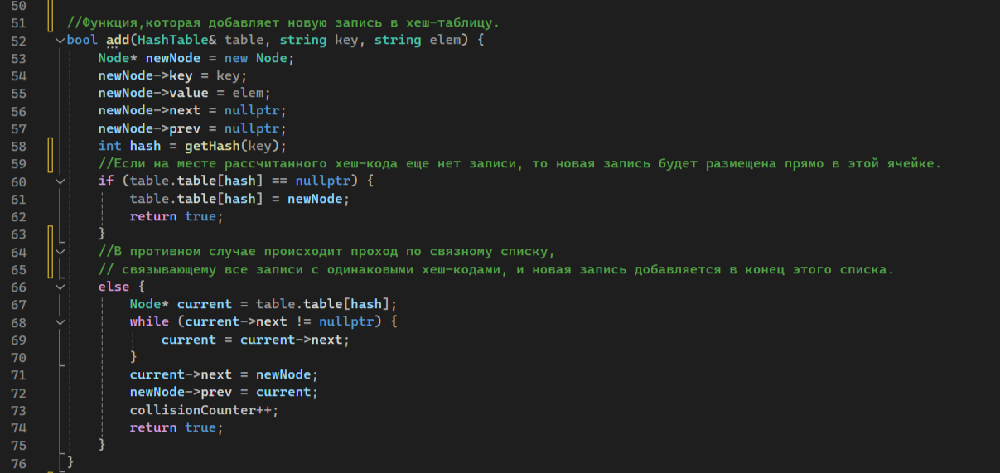 50
51 //Функция,которая добавляет новую запись в хеш-таблицу.
52 bool add(HashTable& table, string key, string elem) {
53 Node* newNode = new Node;
54 newNode->key = key;
55 newNode->value = elem;
56 newNode->next = nullptr;
57 newNode->prev = nullptr;
58 int hash = getHash(key);
59 //Если на месте рассчитанного хеш-кода еще нет записи, то новая запись будет размещена прямо в этой ячейке.
60 if (table.table[hash] == nullptr) {
61 table.table[hash] = newNode;
62 return true;
63 }
64 //В противном случае происходит проход по связному списку,
65 // связывающему все записи с одинаковыми хеш-кодами, и новая запись добавляется в конец этого списка.
66 else {
67 Node* current = table.table[hash];
68 while (current->next != nullptr) {
69 current = current->next;
70 }
71 current->next = newNode;
72 newNode->prev = current;
73 collisionCounter++;
74 return true;
75 }
76 }